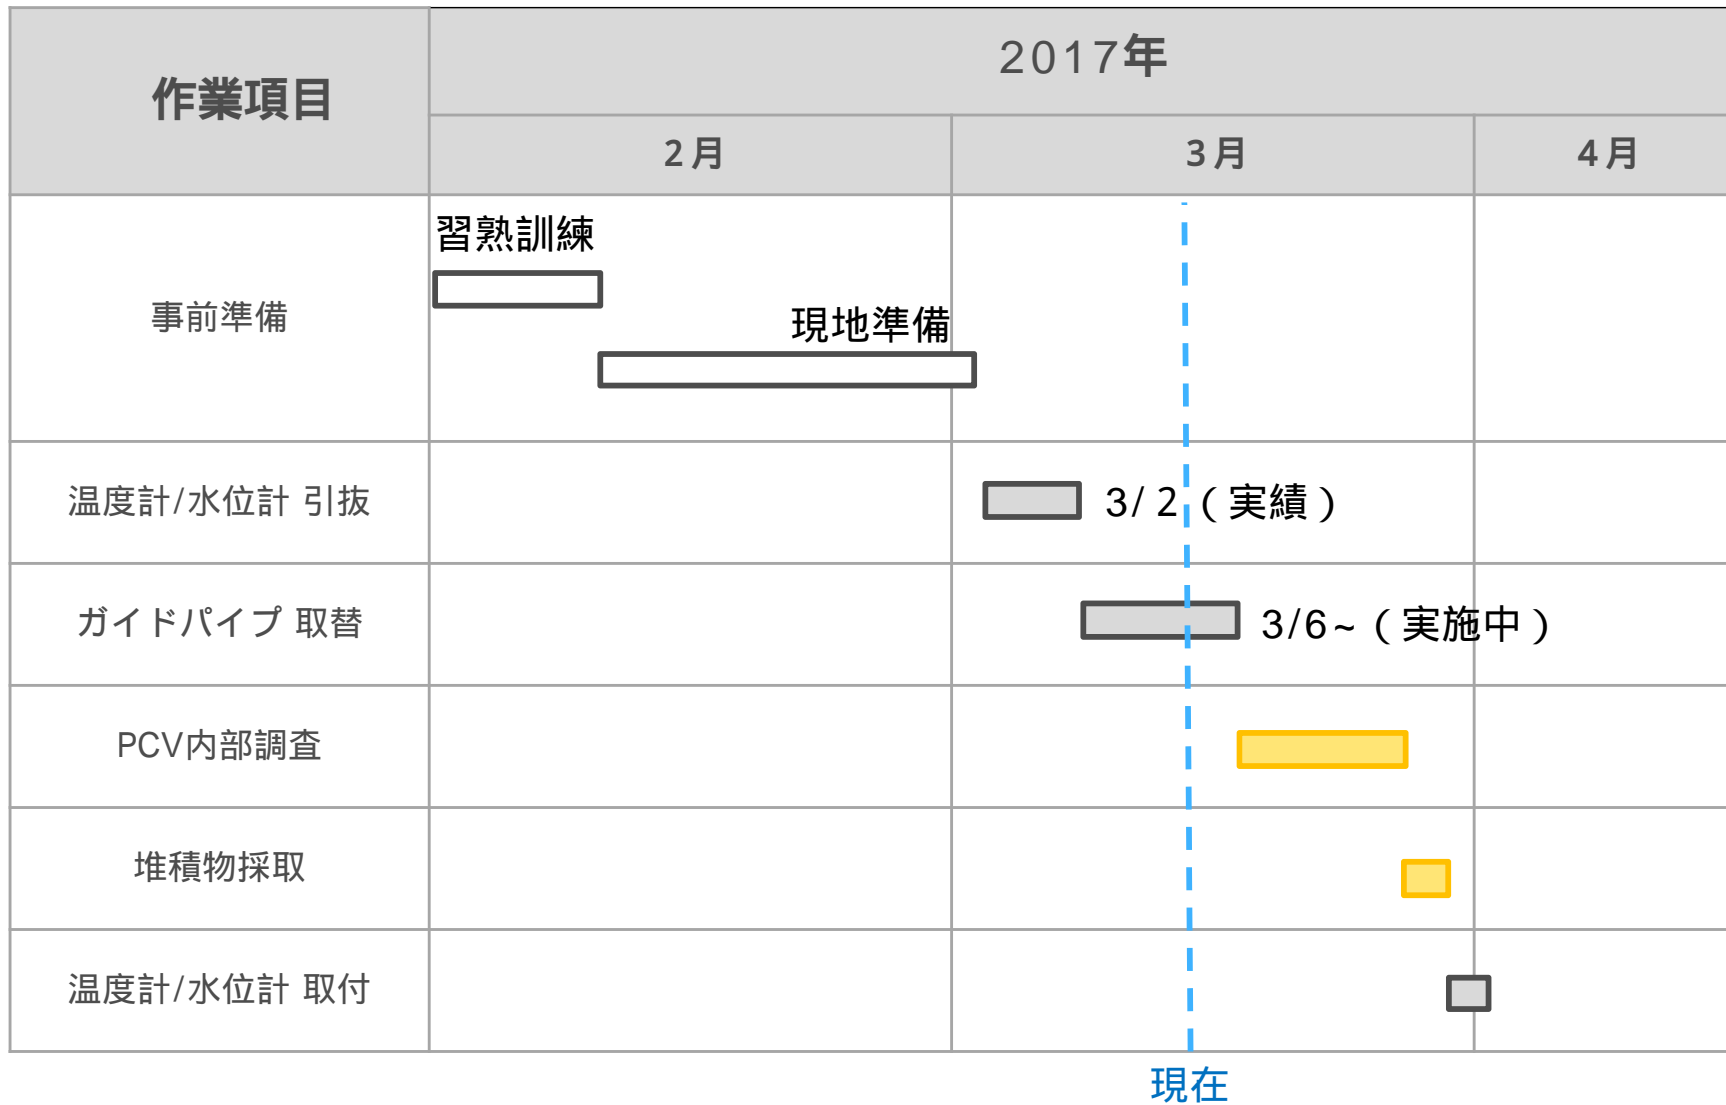 作業項目
2017年
2月
3月
4月
事前準備
習熟訓練
現地準備
温度計/水位計 引抜
3/2（実績）
ガイドパイプ 取替
3/6~（実施中）
PCV内部調査
堆積物採取
温度計/水位計 取付
現在